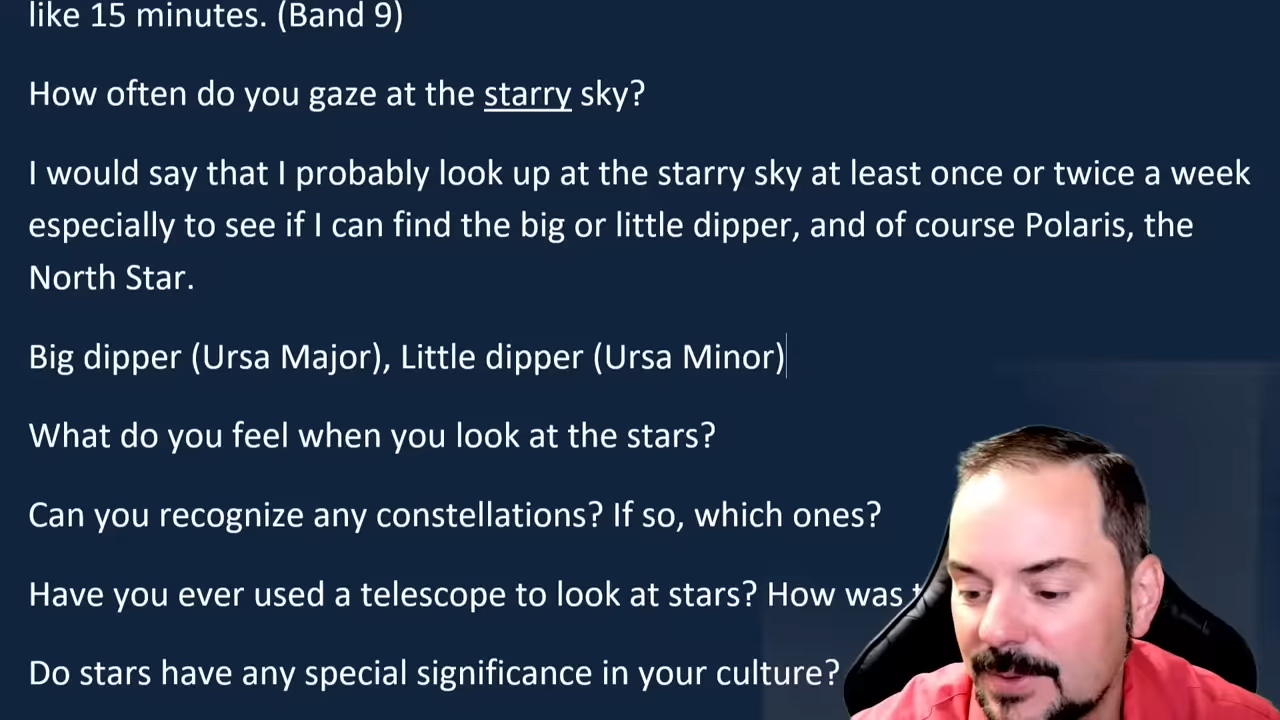 like 15 minutes. (Band 9)
How often do you gaze at the starry sky?
I would say that I probably look up at the starry sky at least once or twice a week
especially to see if I can find the big or little dipper, and of course Polaris, the
North Star.
Big dipper (Ursa Major), Little dipper (Ursa Minor)
What do you feel when you look at the stars?
Can you recognize any constellations? If so, which ones?
Have you ever used a telescope to look at stars? How was
Do stars have any special significance in your culture?